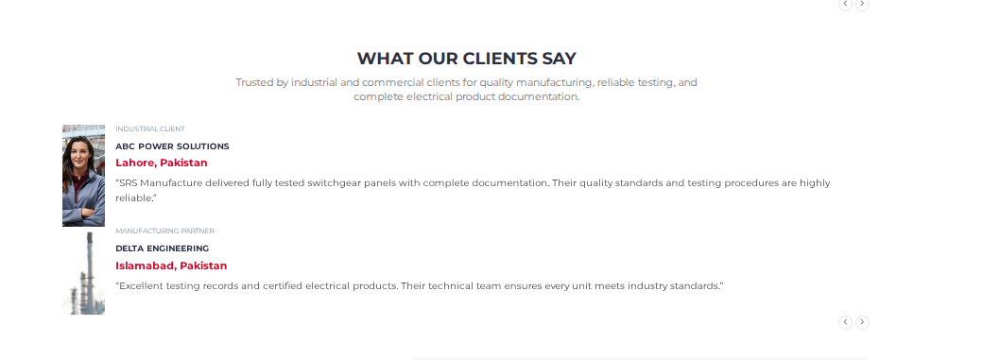 WHAT OUR CLIENTS SAY
Trusted by industrial and commercial clients for quality manufacturing, reliable testing, and
complete electrical product documentation.
INDUSTRIAL CLIENT
ABC POWER SOLUTIONS
Lahore, Pakistan
“SRS Manufacture delivered fully tested switchgear panels with complete documentation. Their quality standards and testing procedures are highly
reliable.”
MANUFACTURING PARTNER
DELTA ENGINEERING
Islamabad, Pakistan
“Excellent testing records and certified electrical products. Their technical team ensures every unit meets industry standards.”